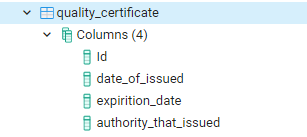 quality_certificate
Columns (4)
Id
date_of_issued
expirition_date
authority_that_issued